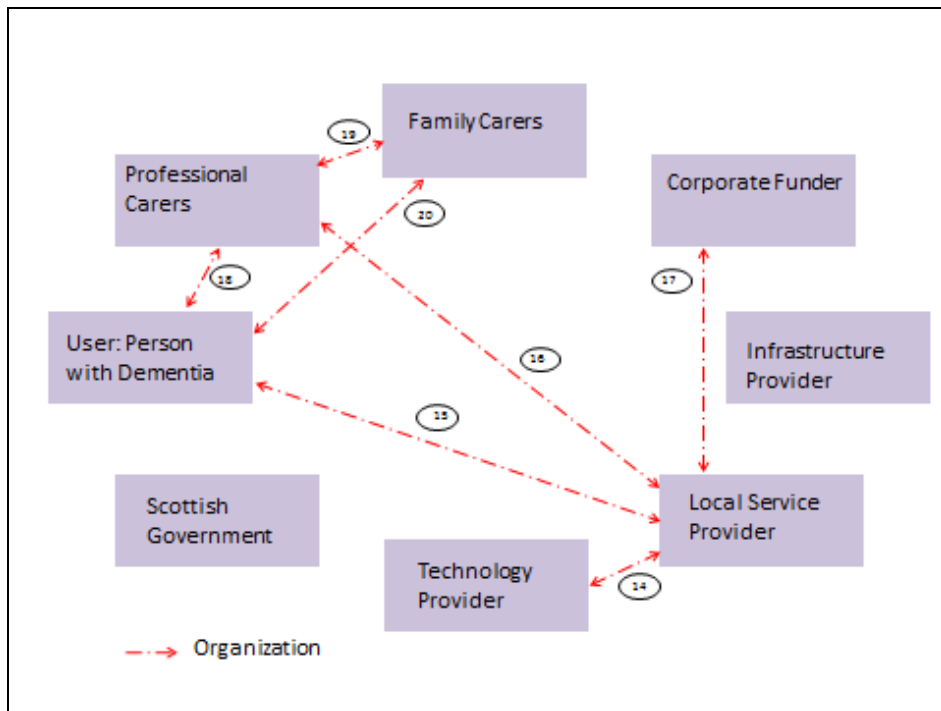 Family Carers
19
Professional
Carers
Corporate Funder
20
18
17
User: Person
with Dementia
Infrastructure
Provider
16
15
Scottish
Government
Local Service
Provider
Technology
Provider
14
Organization